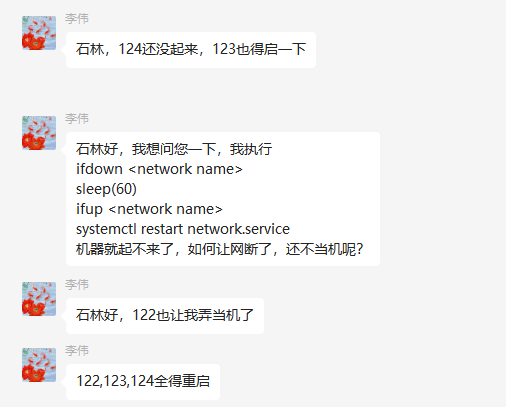 李伟
石林，124还没起来，123也得启一下
李伟
石林好，我想问您一下，我执行
ifdown <network name>
sleep(60)
ifup <network name>
systemctl restart network.service
机器就起不来了，如何让网断了，还不当机呢？
李伟
石林好，122也让我弄当机了
李伟
122,123,124全得重启